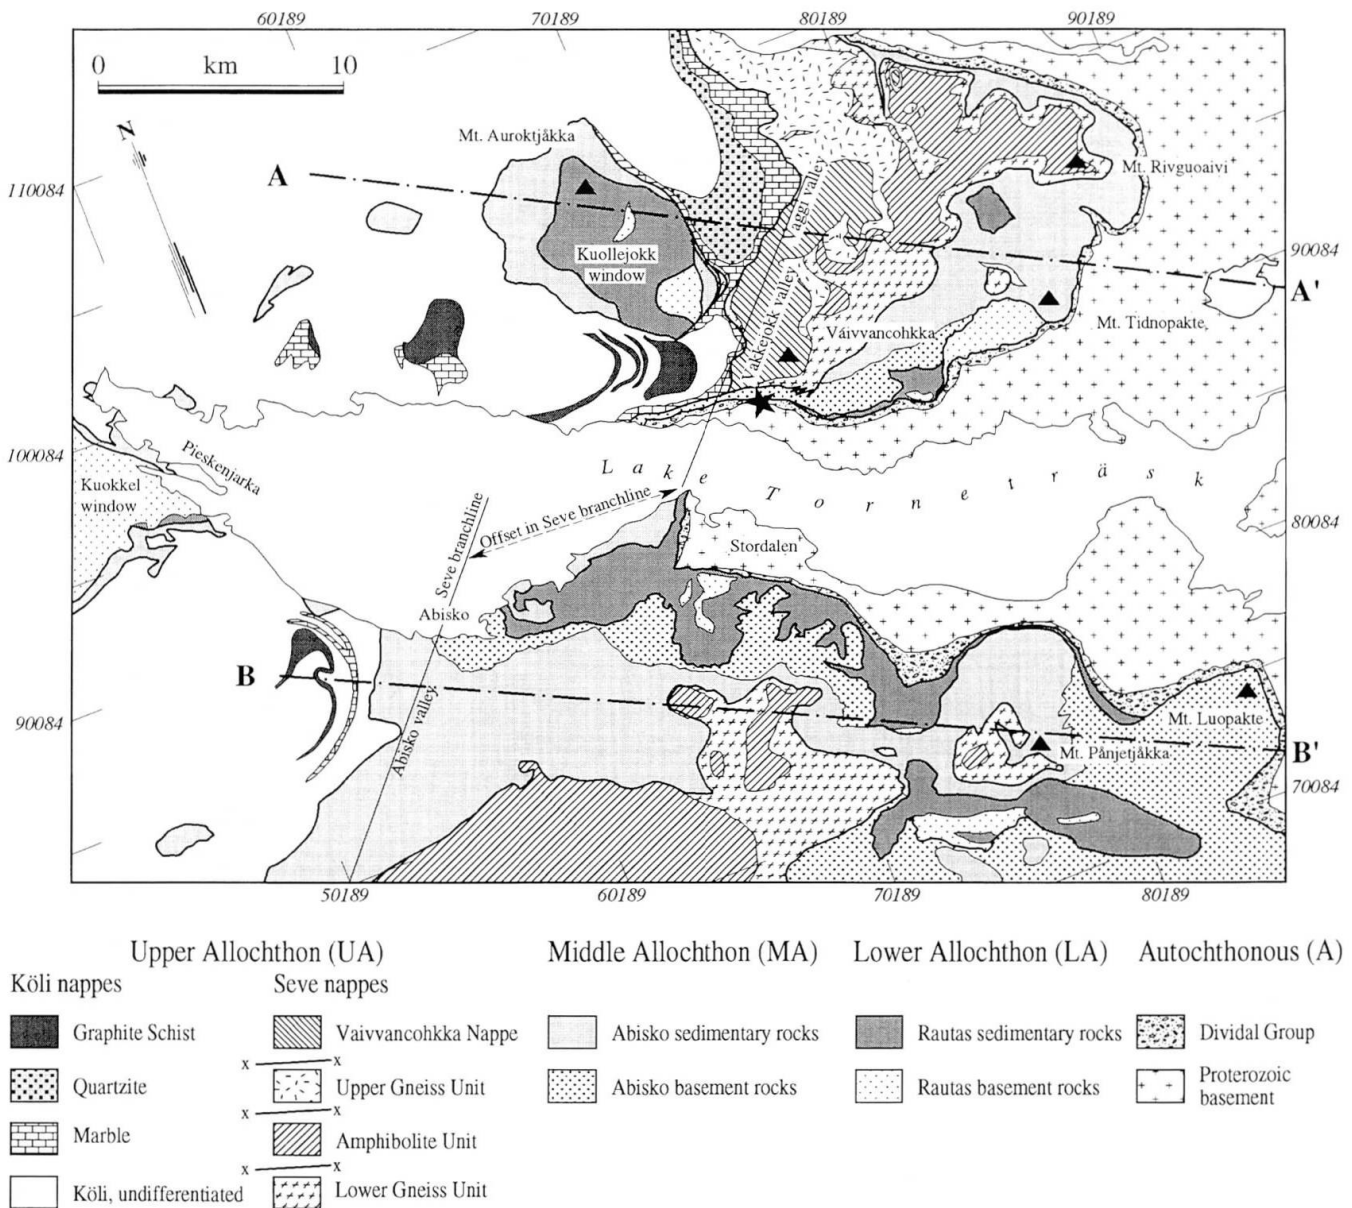 60189
70189
80189
90189
0 km 10
N
Mt. Auroktjåkka
Mt. Rivguoaivi
110084
A
Vaggi valley
Kuollejokk
window
90084
A'
Vakkejokk valley
Váivvancohkka
Mt. Tidnopakte
100084
Pieskenjarka
Kuokkel
window
Lake Torneträsk
80084
Offset in Seve branchline
Seve branchline
Stordalen
Abisko
B
Abisko valley
90084
Mt. Luopakte
Mt. Pånjetjåkka
B'
70084
50189
60189
70189
80189
Upper Allochthon (UA)
Middle Allochthon (MA)
Lower Allochthon (LA)
Autochthonous (A)
Köli nappes
Seve nappes
Graphite Schist
Vaivvancohkka Nappe
Abisko sedimentary rocks
Rautas sedimentary rocks
Dividal Group
x x
Quartzite
Upper Gneiss Unit
Abisko basement rocks
Rautas basement rocks
Proterozoic
basement
x x
Marble
Amphibolite Unit
x x
Köli, undifferentiated
Lower Gneiss Unit